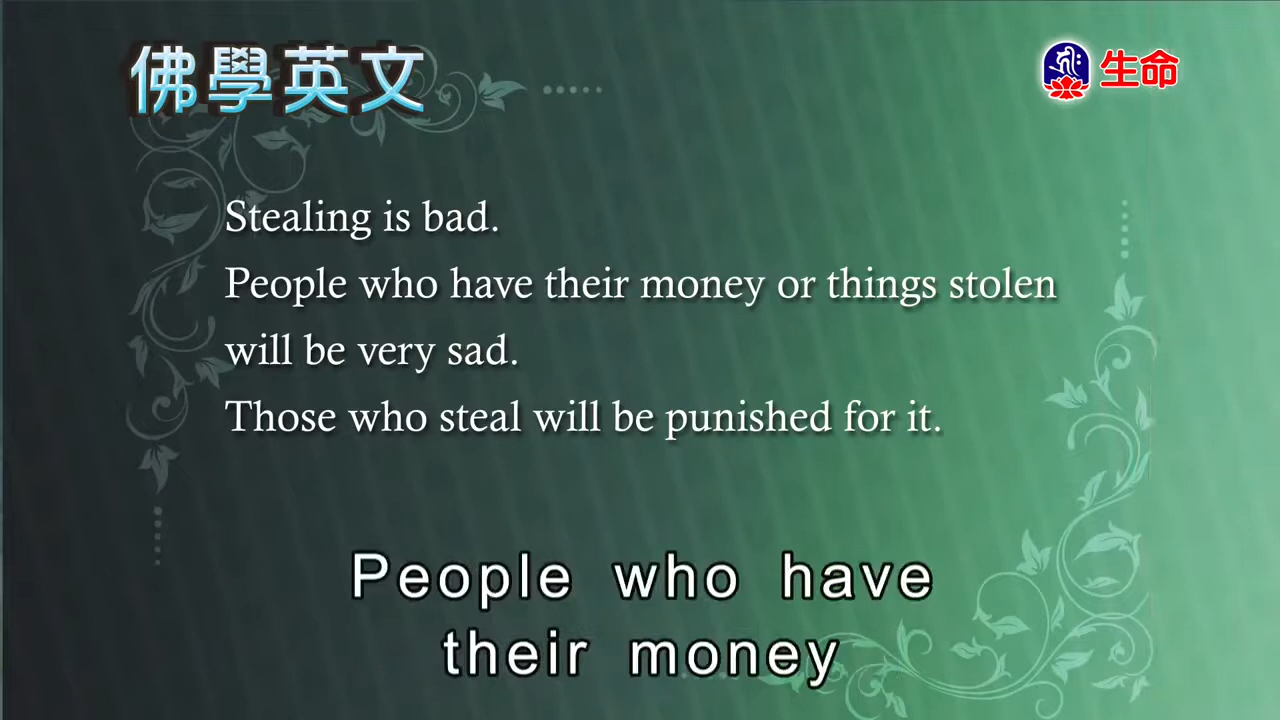 佛學英文
生命
Stealing is bad.
People who have their money or things stolen
will be very sad.
Those who steal will be punished for it.
People who have
their money